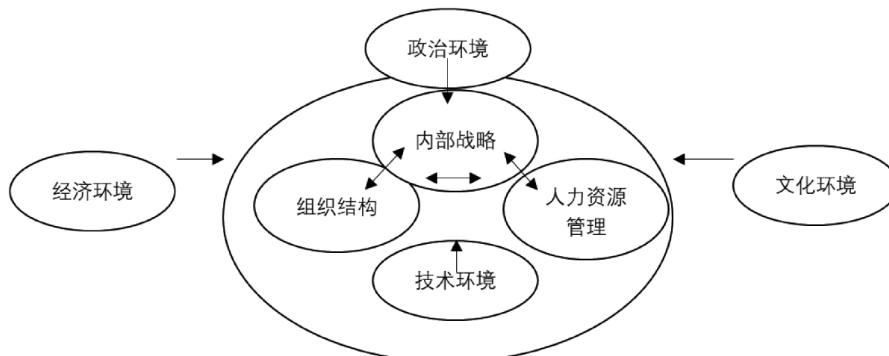 政治环境
内部战略
经济环境
组织结构
人力资源
管理
文化环境
技术环境